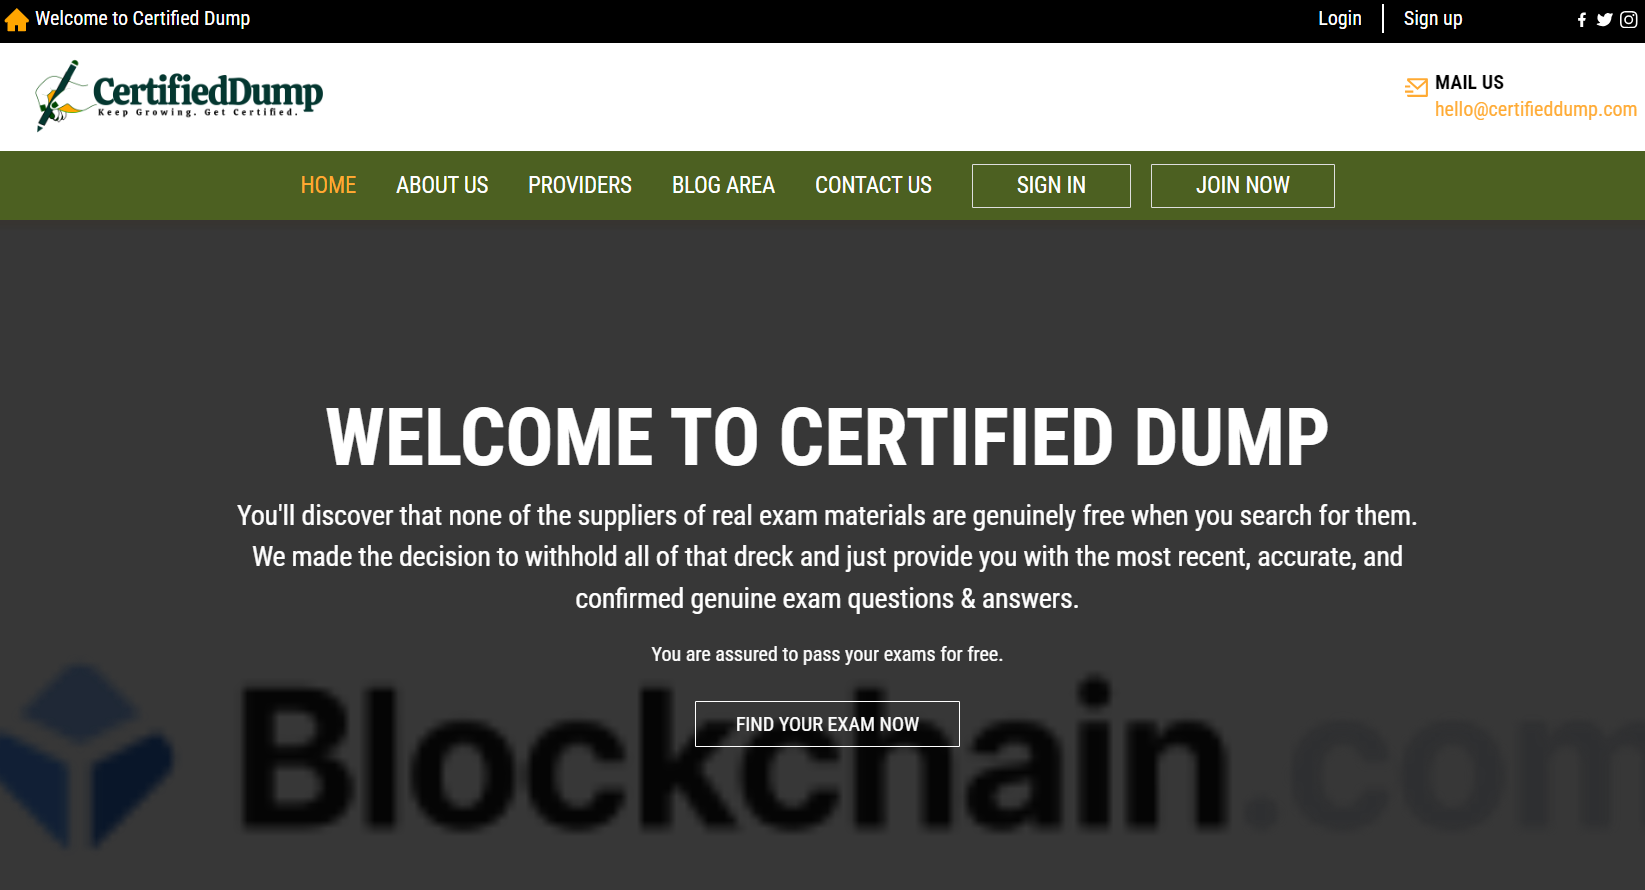 Welcome to Certified Dump
Login
Sign up
CertifiedDump
Keep Growing. Get Certified.
MAIL US
hello@certifieddump.com
HOME
ABOUT US
PROVIDERS
BLOG AREA
CONTACT US
SIGN IN
JOIN NOW
WELCOME TO CERTIFIED DUMP
You'll discover that none of the suppliers of real exam materials are genuinely free when you search for them.
We made the decision to withhold all of that dreck and just provide you with the most recent, accurate, and
confirmed genuine exam questions & answers.
You are assured to pass your exams for free.
FIND YOUR EXAM NOW
Blockchain.com